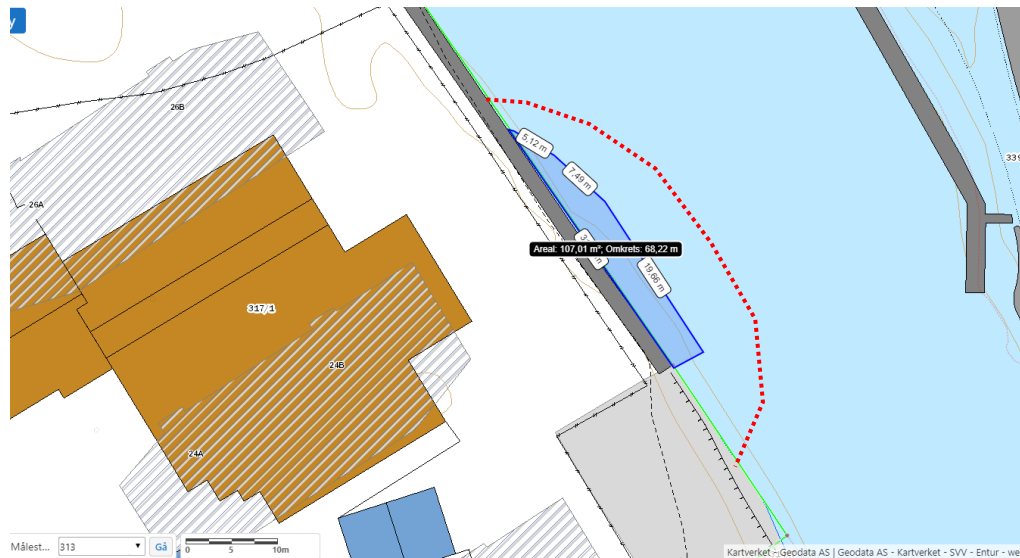 y
26B
5,12 m
7,49 m
339
26A
Areal: 107,01 m²; Omkrets: 68,22 m
19,66 m
317/1
24B
24A
Målest... 313 Gå
0 5 10m
Kartverket - Geodata AS | Geodata AS - Kartverket - SVV - Entur - we